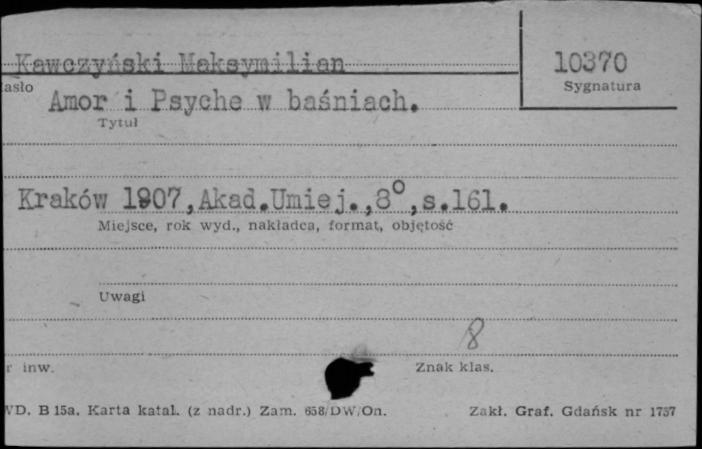 Kawczyński Maksymilian
10370
asło
Sygnatura
Amor i Psyche w baśniach.
Tytuł
Kraków 1907, Akad. Umiej., 8°, s. 161.
Miejsce, rok wyd., nakładca, format, objętość
Uwagi
8
r inw.
Znak klas.
WD. B 15a. Karta katal. (z nadr.) Zam. 658/DW/On.
Zakł. Graf. Gdańsk nr 1757